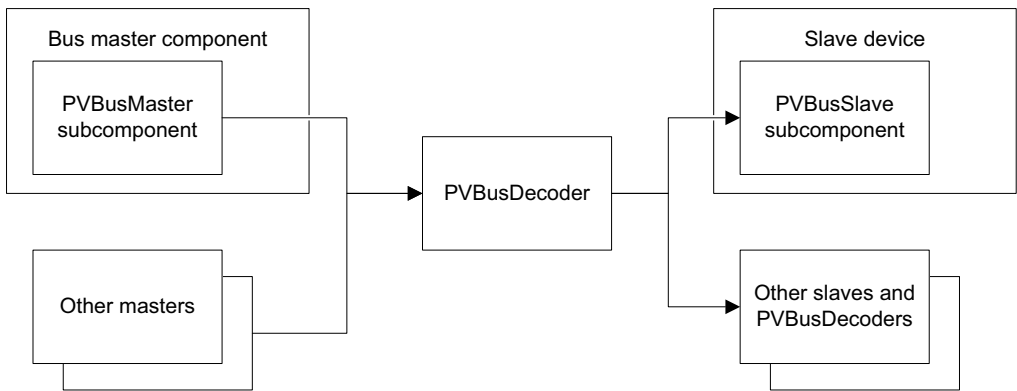 Bus master component
PVBusMaster
subcomponent
Other masters
PVBusDecoder
Slave device
PVBusSlave
subcomponent
Other slaves and
PVBusDecoders